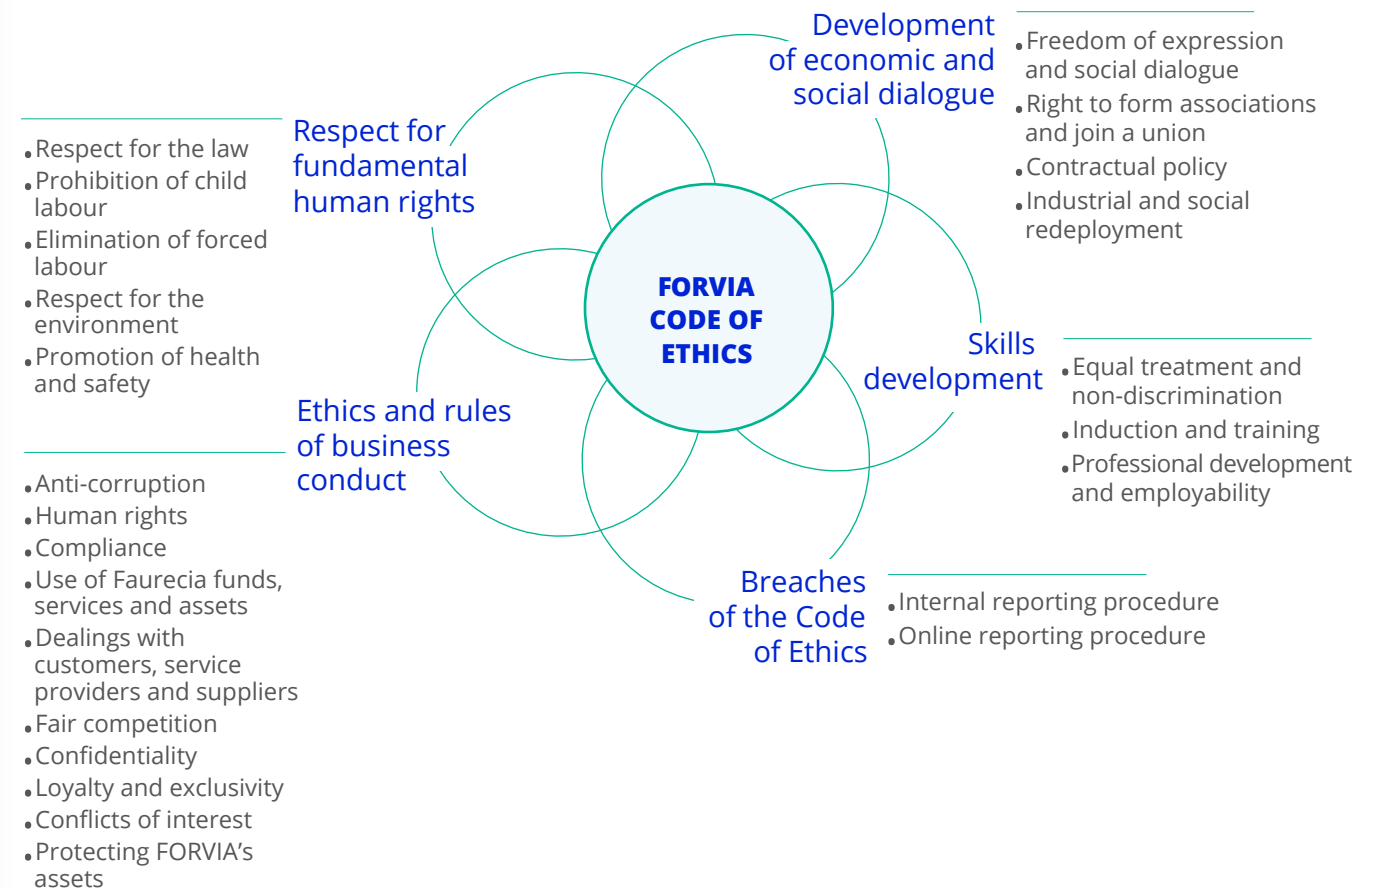 Development
of economic and
social dialogue
•Freedom of expression
and social dialogue
•Right to form associations
and join a union
•Contractual policy
•Industrial and social
redeployment
Respect for
fundamental
human rights
•Respect for the law
•Prohibition of child
labour
•Elimination of forced
labour
•Respect for the
environment
•Promotion of health
and safety
FORVIA
CODE OF
ETHICS
Skills
development
•Equal treatment and
non-discrimination
•Induction and training
•Professional development
and employability
Ethics and rules
of business
conduct
•Anti-corruption
•Human rights
•Compliance
•Use of Faurecia funds,
services and assets
•Dealings with
customers, service
providers and suppliers
•Fair competition
•Confidentiality
•Loyalty and exclusivity
•Conflicts of interest
•Protecting FORVIA’s
assets
Breaches
of the Code
of Ethics
•Internal reporting procedure
•Online reporting procedure